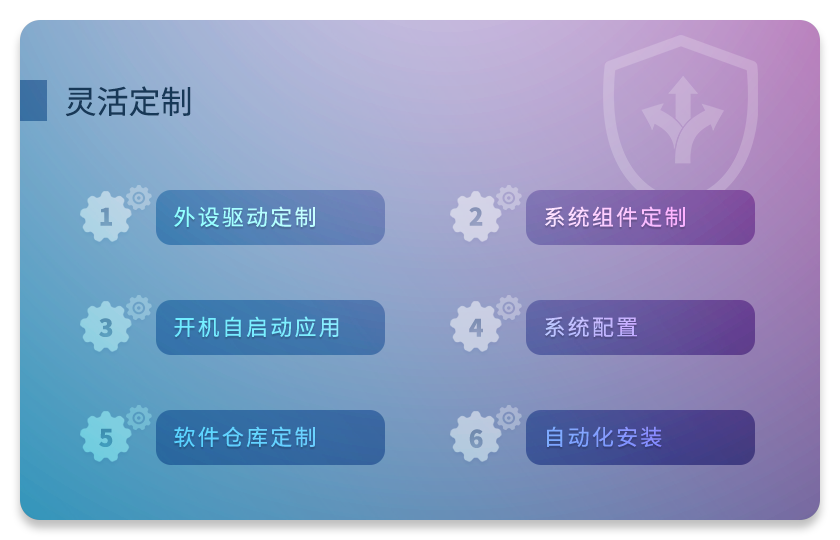 灵活定制
1 外设驱动定制
2 系统组件定制
3 开机自启动应用
4 系统配置
5 软件仓库定制
6 自动化安装